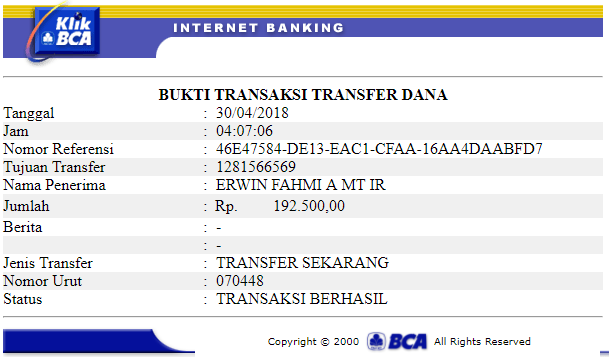 Klik BCA
INTERNET BANKING
BUKTI TRANSAKSI TRANSFER DANA
Tanggal : 30/04/2018
Jam : 04:07:06
Nomor Referensi : 46E47584-DE13-EAC1-CFAA-16AA4DAABFD7
Tujuan Transfer : 1281566569
Nama Penerima : ERWIN FAHMI A MT IR
Jumlah : Rp. 192.500,00
Berita : -
: -
Jenis Transfer : TRANSFER SEKARANG
Nomor Urut : 070448
Status : TRANSAKSI BERHASIL
Copyright © 2000 BCA All Rights Reserved